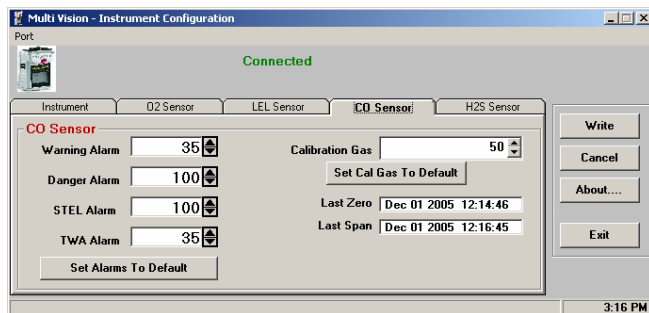 Multi Vision - Instrument Configuration
Port
Connected
Instrument
O2 Sensor
LEL Sensor
CO Sensor
H2S Sensor
CO Sensor
Warning Alarm 35
Danger Alarm 100
STEL Alarm 100
TWA Alarm 35
Set Alarms To Default
Calibration Gas 50
Set Cal Gas To Default
Last Zero Dec 01 2005 12:14:46
Last Span Dec 01 2005 12:16:45
Write
Cancel
About....
Exit
3:16 PM